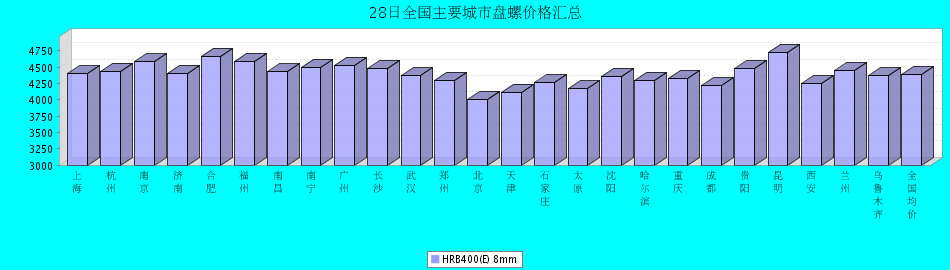 28日全国主要城市盘螺价格汇总
4750
4500
4250
4000
3750
3500
3250
3000
上海
杭州
南京
济南
合肥
福州
南昌
南宁
广州
长沙
武汉
郑州
北京
天津
石家庄
太原
沈阳
哈尔滨
重庆
成都
贵阳
昆明
西安
兰州
乌鲁木齐
全国均价
HRB400(E) 8mm